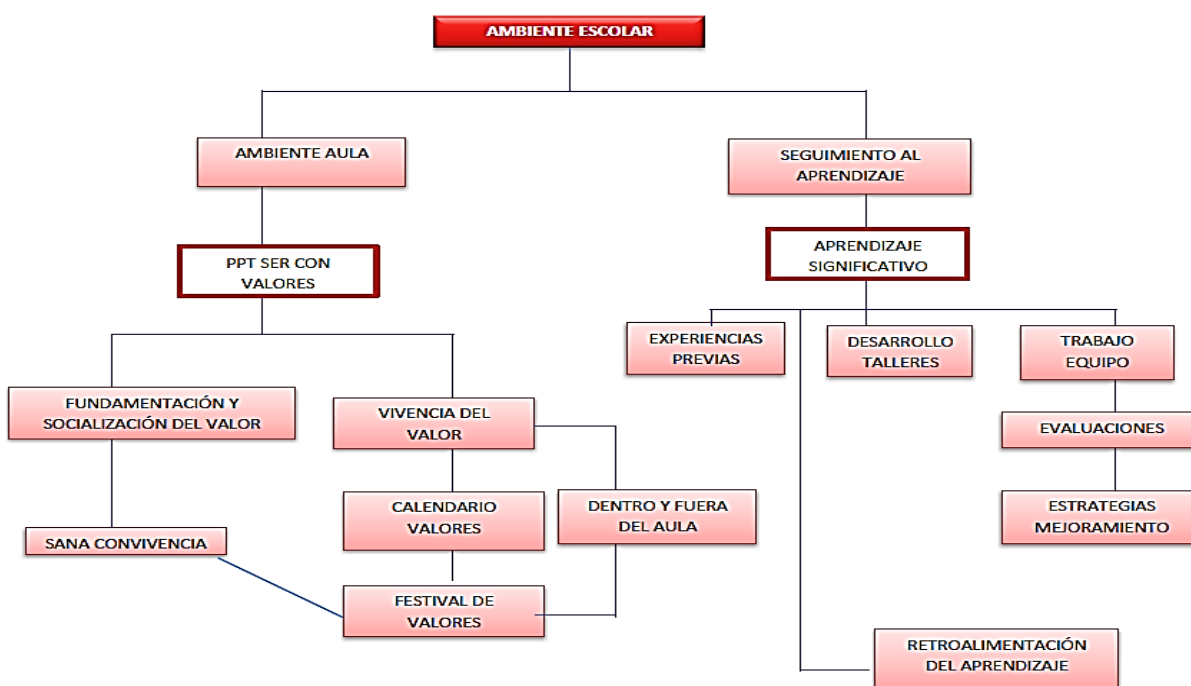 AMBIENTE ESCOLAR
AMBIENTE AULA
SEGUIMIENTO AL
APRENDIZAJE
PPT SER CON
VALORES
APRENDIZAJE
SIGNIFICATIVO
EXPERIENCIAS
PREVIAS
DESARROLLO
TALLERES
TRABAJO
EQUIPO
FUNDAMENTACIÓN Y
SOCIALIZACIÓN DEL VALOR
VIVENCIA DEL
VALOR
EVALUACIONES
CALENDARIO
VALORES
DENTRO Y FUERA
DEL AULA
ESTRATEGIAS
MEJORAMIENTO
SANA CONVIVENCIA
FESTIVAL DE
VALORES
RETROALIMENTACIÓN
DEL APRENDIZAJE